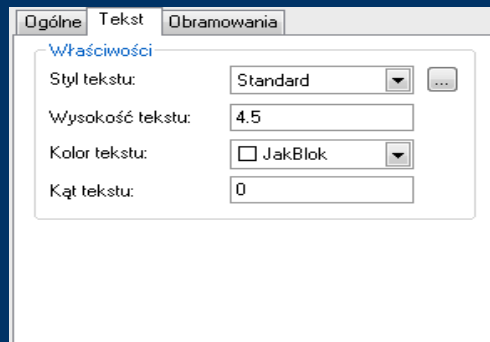 Ogólne Tekst Obramowania
Właściwości
Styl tekstu: Standard ...
Wysokość tekstu: 4.5
Kolor tekstu: JakBlok
Kąt tekstu: 0